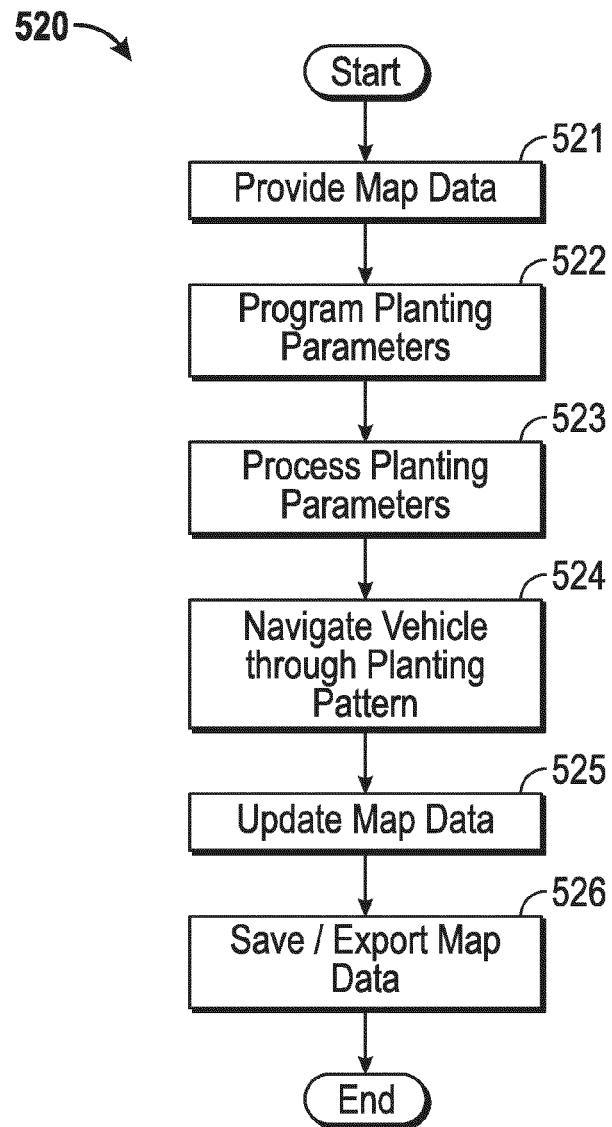 520
Start
521
Provide Map Data
522
Program Planting
Parameters
523
Process Planting
Parameters
524
Navigate Vehicle
through Planting
Pattern
525
Update Map Data
526
Save / Export Map
Data
End